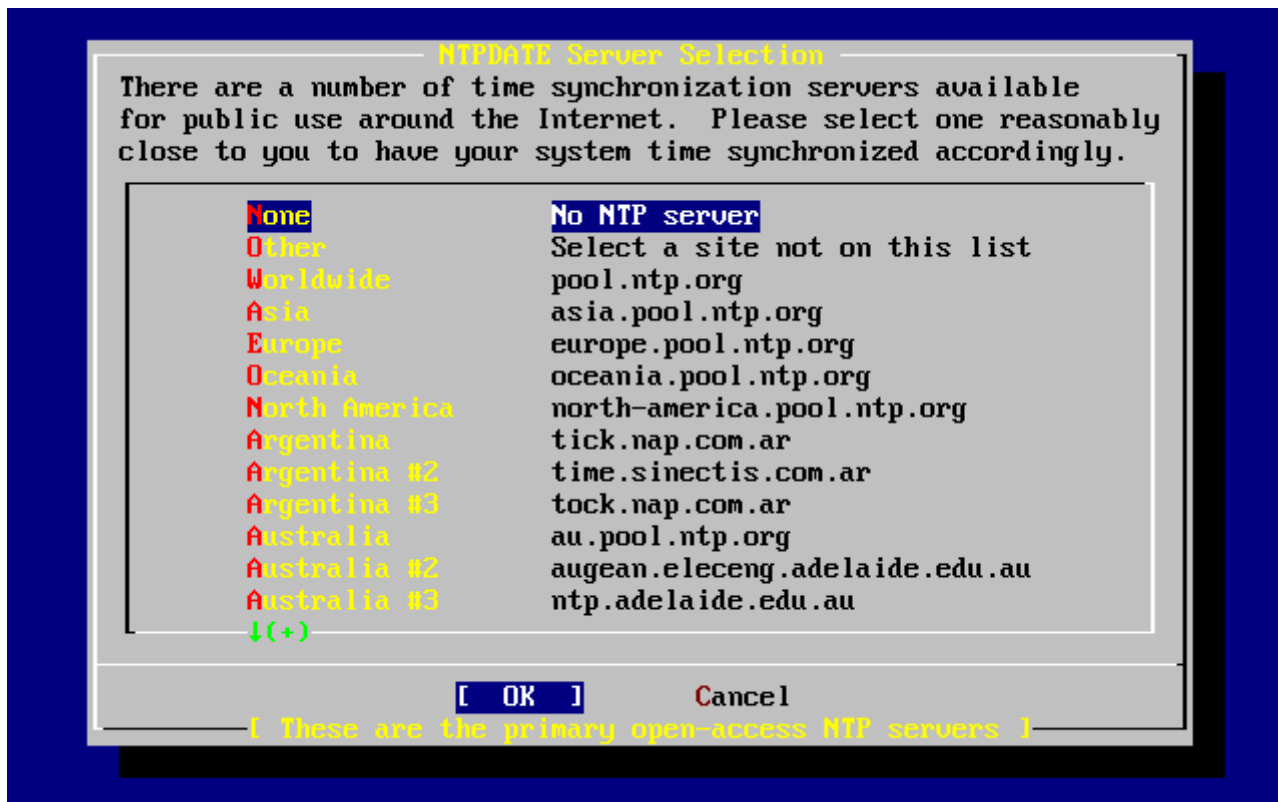 NTPDATE Server Selection
There are a number of time synchronization servers available
for public use around the Internet.  Please select one reasonably
close to you to have your system time synchronized accordingly.
None No NTP server
Other Select a site not on this list
Worldwide pool.ntp.org
Asia asia.pool.ntp.org
Europe europe.pool.ntp.org
Oceania oceania.pool.ntp.org
North America north-america.pool.ntp.org
Argentina tick.nap.com.ar
Argentina #2 time.sinectis.com.ar
Argentina #3 tock.nap.com.ar
Australia au.pool.ntp.org
Australia #2 augean.eleceng.adelaide.edu.au
Australia #3 ntp.adelaide.edu.au
↓(+)
[ OK ] Cancel
[ These are the primary open-access NTP servers ]